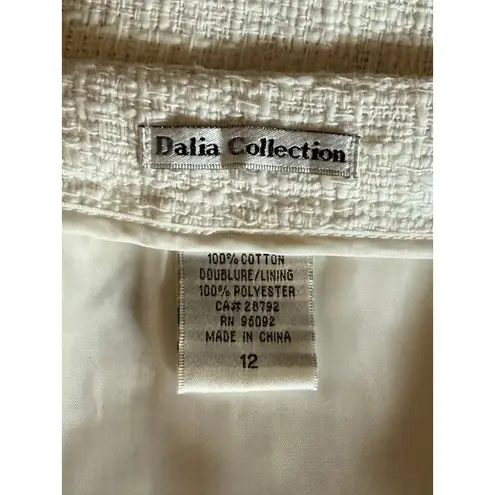 Dalia Collection
100% COTTON
DOUBLURE/LINING
100% POLYESTER
CA# 28792
RN 96092
MADE IN CHINA
12